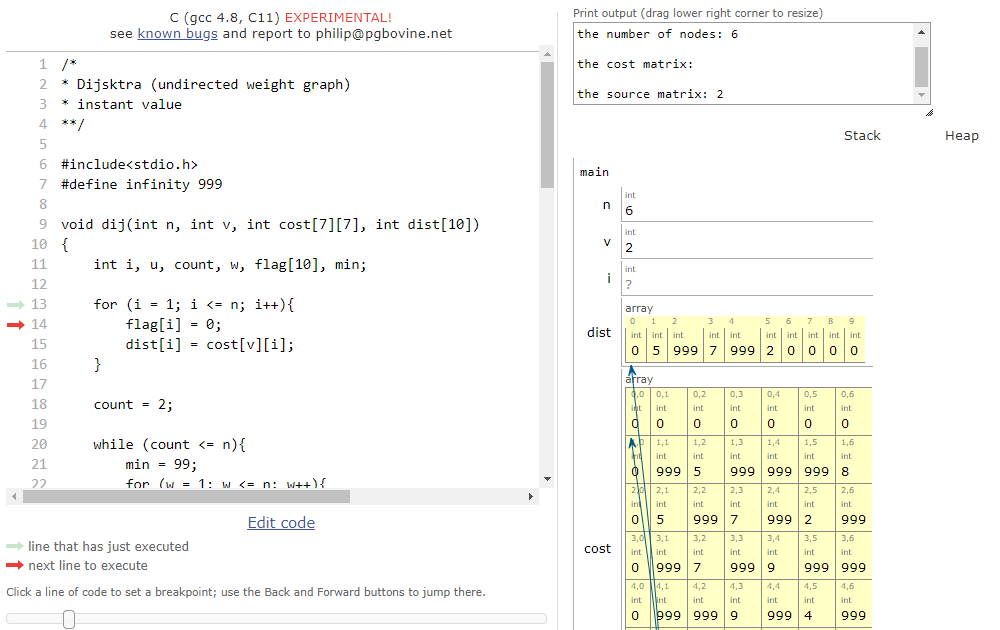 C (gcc 4.8, C11) EXPERIMENTAL!
see known bugs and report to philip@pgbovine.net
1 /*
2 * Dijsktra (undirected weight graph)
3 * instant value
4 **/
5
6 #include<stdio.h>
7 #define infinity 999
8
9 void dij(int n, int v, int cost[7][7], int dist[10])
10 {
11 int i, u, count, w, flag[10], min;
12
13 for (i = 1; i <= n; i++){
14 flag[i] = 0;
15 dist[i] = cost[v][i];
16 }
17
18 count = 2;
19
20 while (count <= n){
21 min = 99;
22 for (w = 1; w <= n; w++){
Edit code
line that has just executed
next line to execute
Click a line of code to set a breakpoint; use the Back and Forward buttons to jump there.
Print output (drag lower right corner to resize)
the number of nodes: 6
the cost matrix:
the source matrix: 2
Stack Heap
main
n int
6
v int
2
i int
?
dist array
0 1 2 3 4 5 6 7 8 9
int int int int int int int int int int
0 5 999 7 999 2 0 0 0 0
cost array
0,0 0,1 0,2 0,3 0,4 0,5 0,6
int int int int int int int
0 0 0 0 0 0 0
1,0 1,1 1,2 1,3 1,4 1,5 1,6
int int int int int int int
0 999 5 999 999 999 8
2,0 2,1 2,2 2,3 2,4 2,5 2,6
int int int int int int int
0 5 999 7 999 2 999
3,0 3,1 3,2 3,3 3,4 3,5 3,6
int int int int int int int
0 999 7 999 9 999 999
4,0 4,1 4,2 4,3 4,4 4,5 4,6
int int int int int int int
0 999 999 9 999 4 999